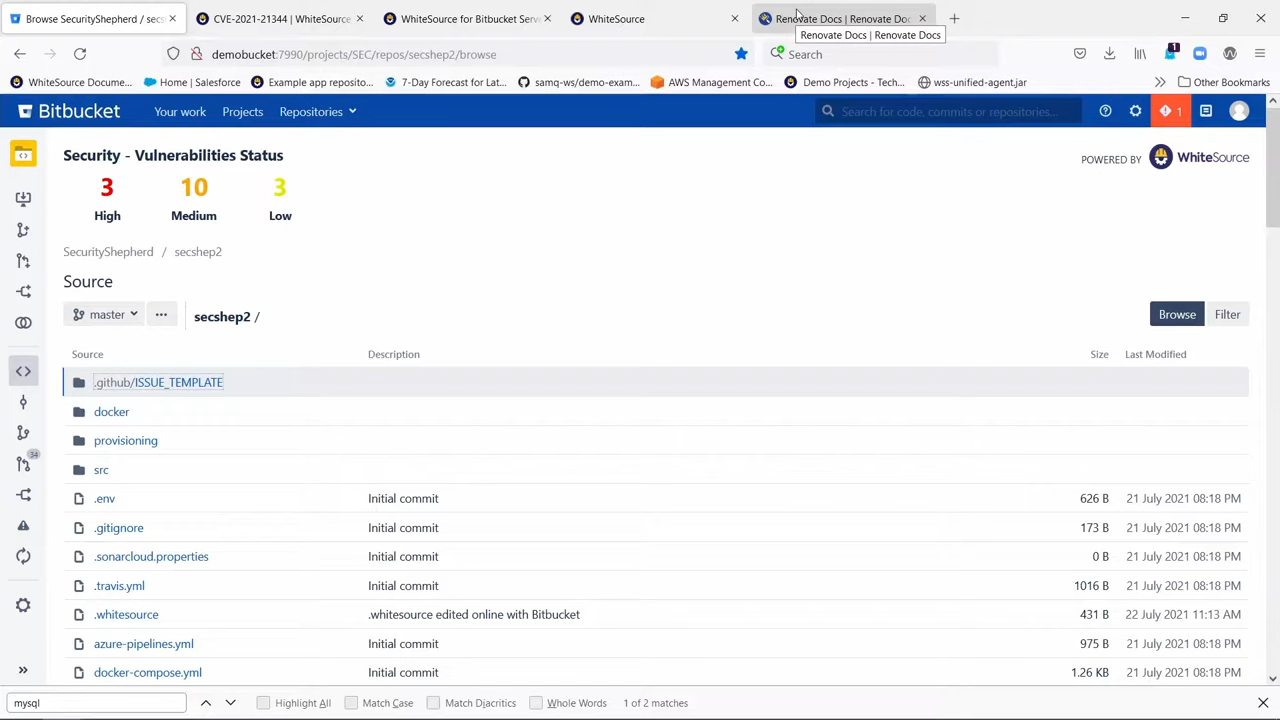 Browse SecurityShepherd / sec
CVE-2021-21344 | WhiteSource
WhiteSource for Bitbucket Serv
WhiteSource
Renovate Docs | Renovate Doc
Renovate Docs | Renovate Docs
demobucket:7990/projects/SEC/repos/secshep2/browse
Search
1
WhiteSource Docume...
Home | Salesforce
Example app reposito...
7-Day Forecast for Lat...
samq-ws/demo-exam...
AWS Management Co...
Demo Projects - Tech...
wss-unified-agent.jar
Other Bookmarks
Bitbucket
Your work
Projects
Repositories
Search for code, commits or repositories...
1
Security - Vulnerabilities Status
POWERED BY WhiteSource
3 10 3
High Medium Low
SecurityShepherd / secshep2
Source
master
secshep2 /
Browse
Filter
Source Description Size Last Modified
.github/ISSUE_TEMPLATE
docker
provisioning
34
src
.env Initial commit 626 B 21 July 2021 08:18 PM
.gitignore Initial commit 173 B 21 July 2021 08:18 PM
.sonarcloud.properties Initial commit 0 B 21 July 2021 08:18 PM
.travis.yml Initial commit 1016 B 21 July 2021 08:18 PM
.whitesource .whitesource edited online with Bitbucket 431 B 22 July 2021 11:13 AM
azure-pipelines.yml Initial commit 975 B 21 July 2021 08:18 PM
docker-compose.yml Initial commit 1.26 KB 21 July 2021 08:18 PM
mysql
Highlight All
Match Case
Match Diacritics
Whole Words
1 of 2 matches